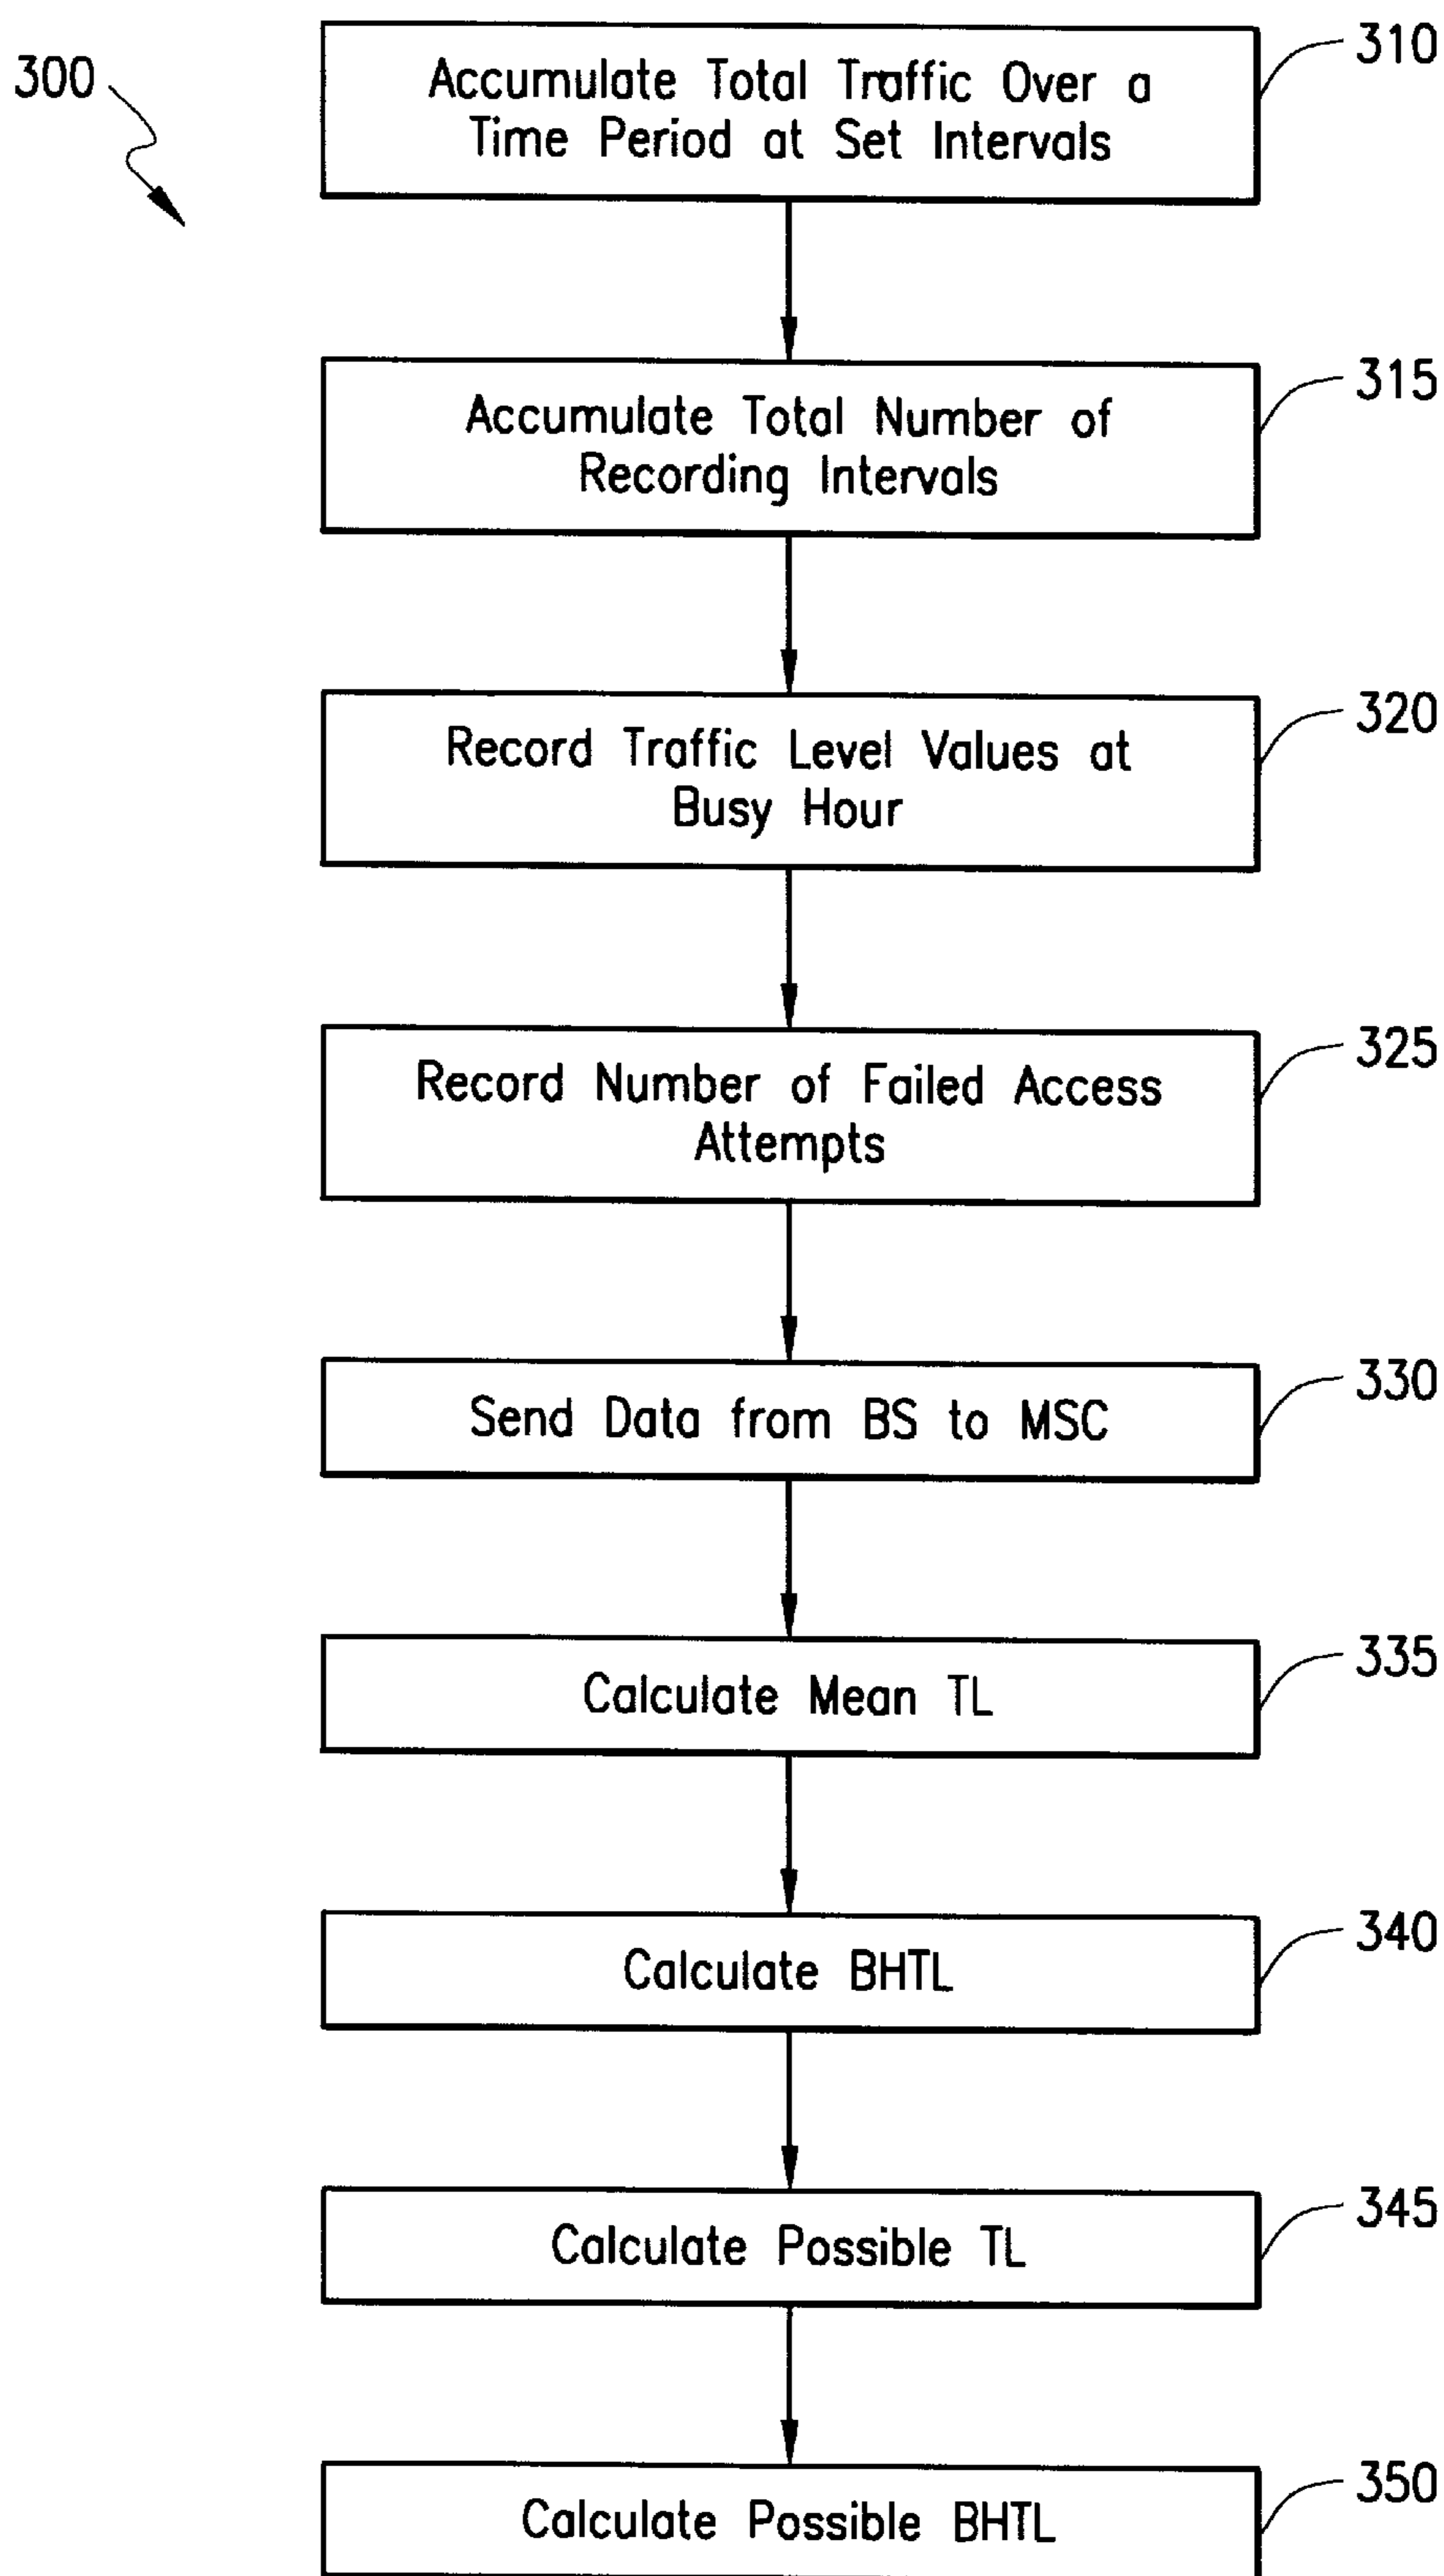 300
310
Accumulate Total Traffic Over a
Time Period at Set Intervals
315
Accumulate Total Number of
Recording Intervals
320
Record Traffic Level Values at
Busy Hour
325
Record Number of Failed Access
Attempts
330
Send Data from BS to MSC
335
Calculate Mean TL
340
Calculate BHTL
345
Calculate Possible TL
350
Calculate Possible BHTL